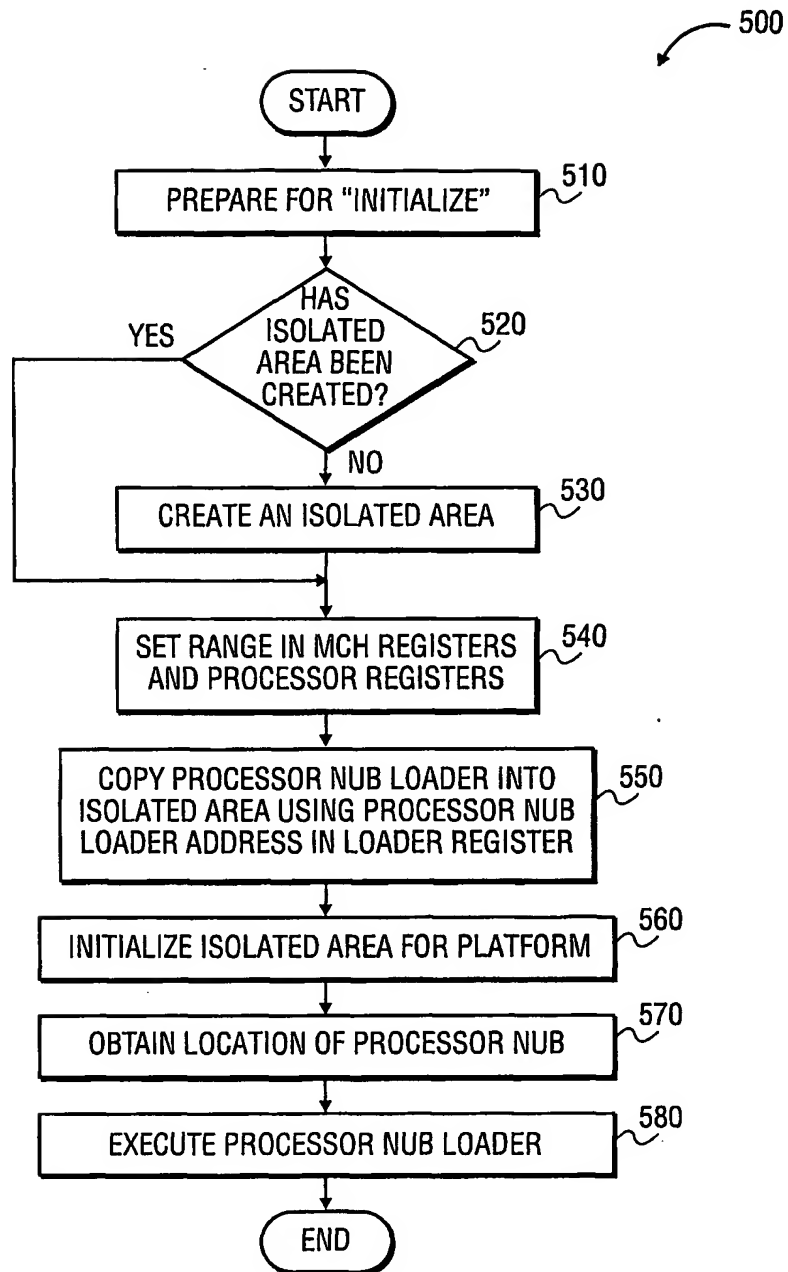 500
START
PREPARE FOR “INITIALIZE”
510
HAS
ISOLATED
AREA BEEN
CREATED?
520
YES
NO
CREATE AN ISOLATED AREA
530
SET RANGE IN MCH REGISTERS
AND PROCESSOR REGISTERS
540
COPY PROCESSOR NUB LOADER INTO
ISOLATED AREA USING PROCESSOR NUB
LOADER ADDRESS IN LOADER REGISTER
550
INITIALIZE ISOLATED AREA FOR PLATFORM
560
OBTAIN LOCATION OF PROCESSOR NUB
570
EXECUTE PROCESSOR NUB LOADER
580
END